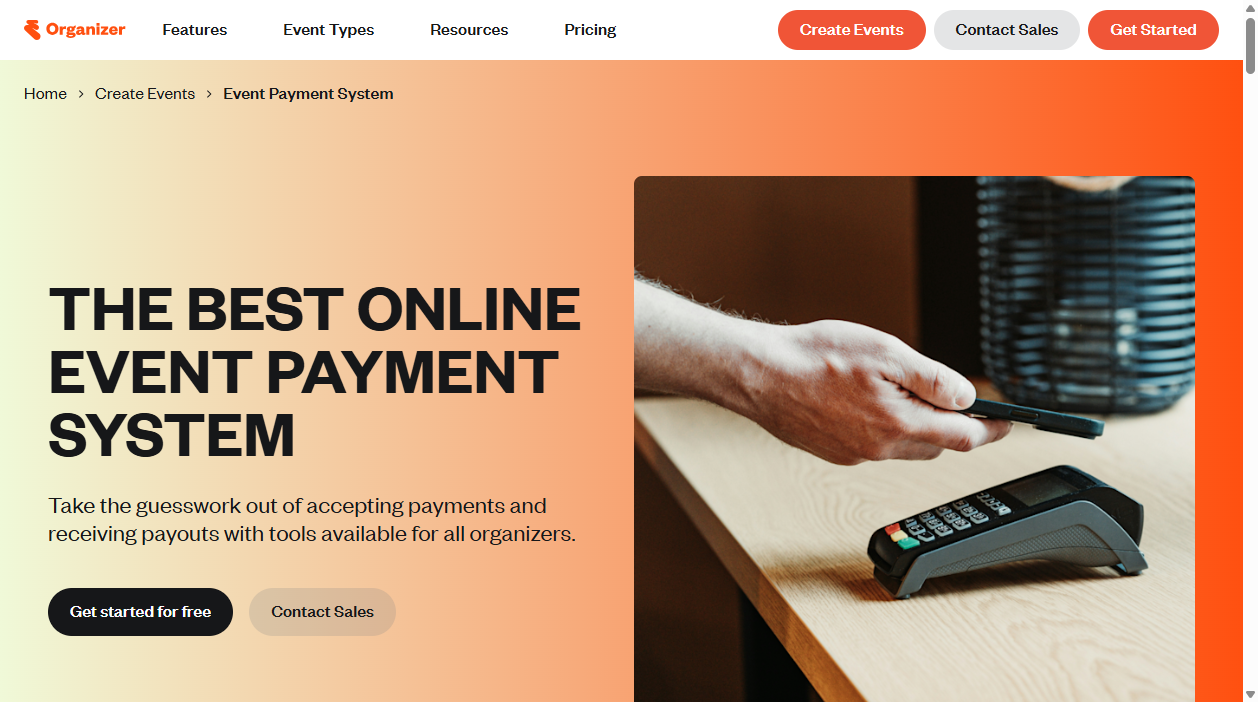 Organizer
Features
Event Types
Resources
Pricing
Create Events
Contact Sales
Get Started
Home > Create Events > Event Payment System
THE BEST ONLINE
EVENT PAYMENT
SYSTEM
Take the guesswork out of accepting payments and
receiving payouts with tools available for all organizers.
Get started for free
Contact Sales